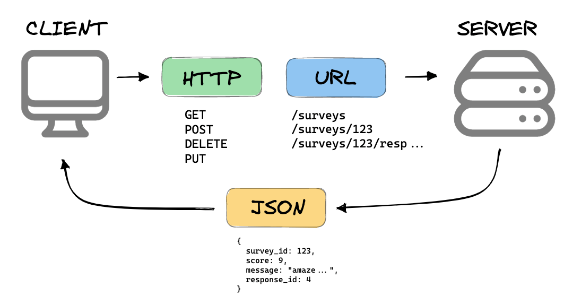 CLIENT
SERVER
HTTP
URL
GET
POST
DELETE
PUT
/surveys
/surveys/123
/surveys/123/resp...
JSON
{
survey_id: 123,
score: 9,
message: "amaze...",
response_id: 4
}